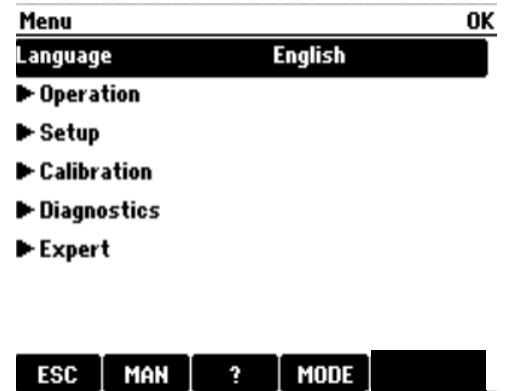 Menu OK
Language English
Operation
Setup
Calibration
Diagnostics
Expert
ESC MAN ? MODE